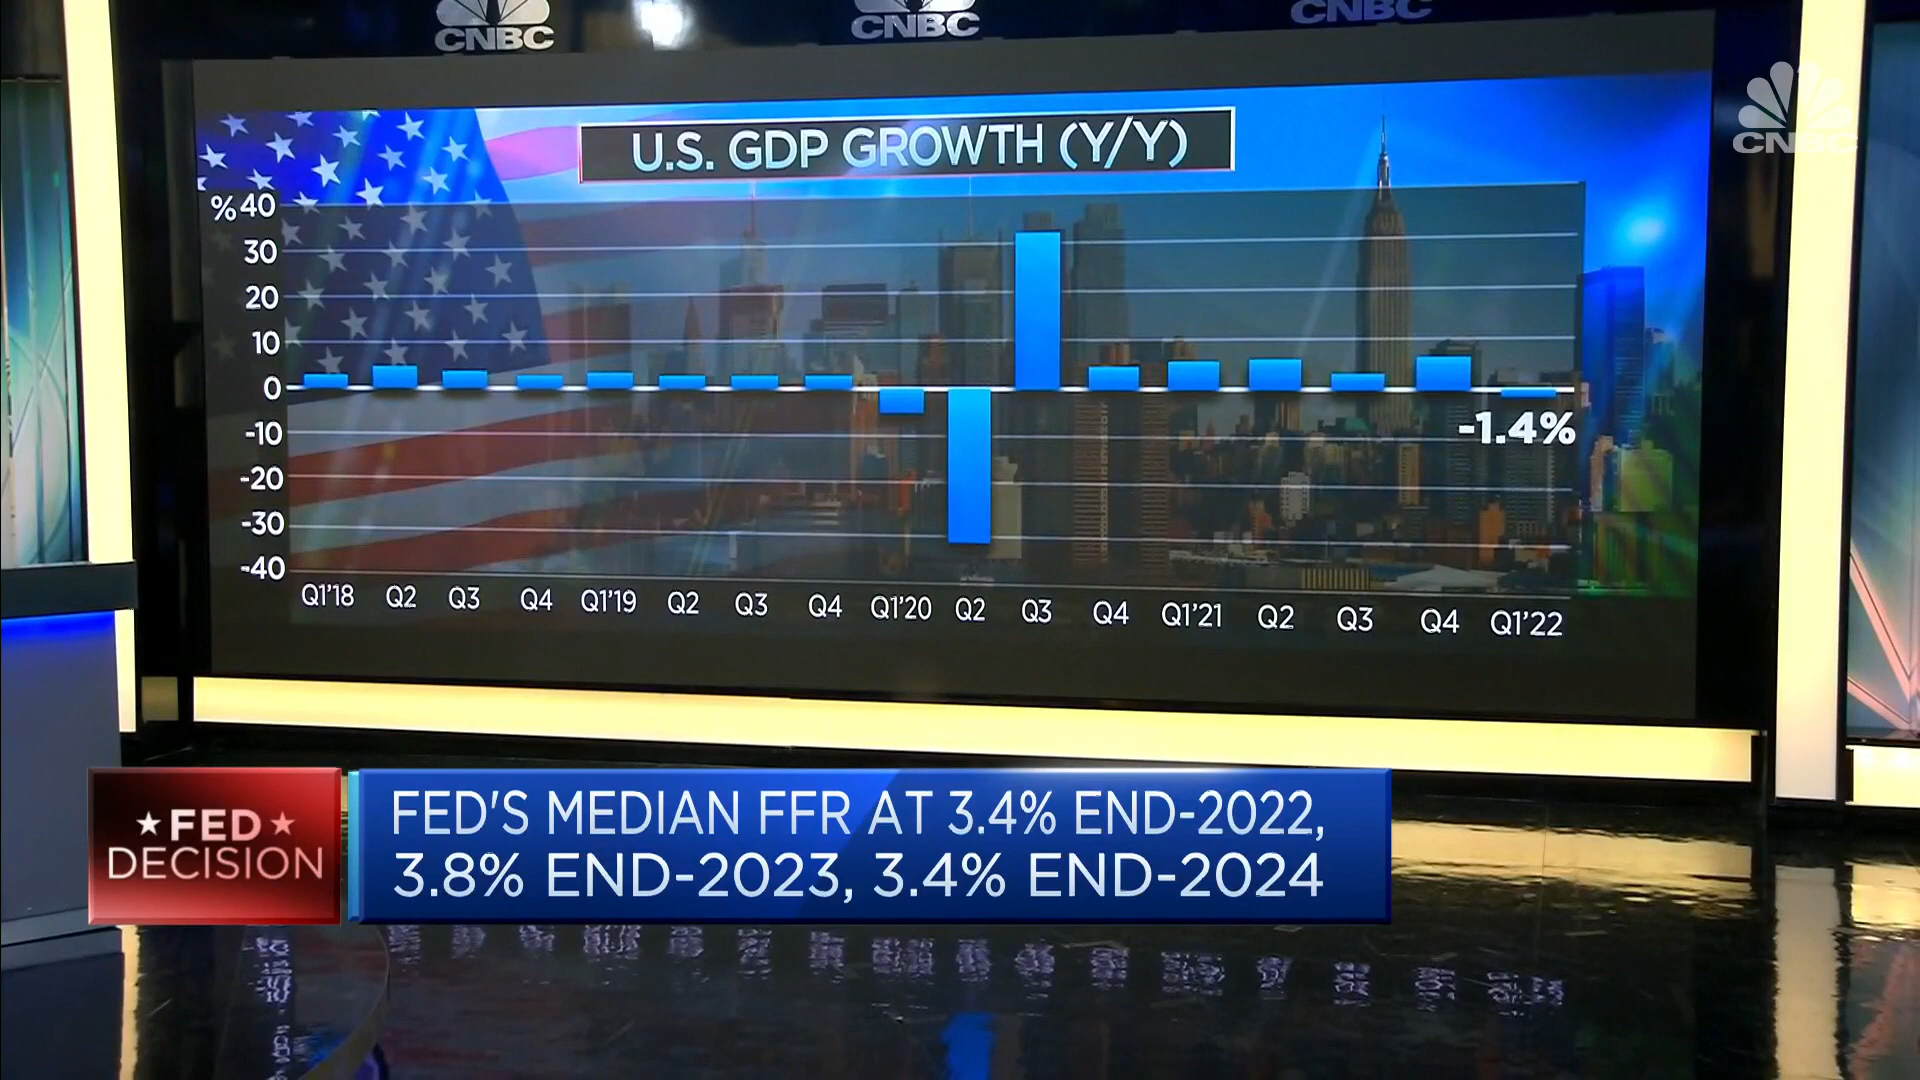 CNBC
CNBC
CNBC
CNBC
U.S. GDP GROWTH (Y/Y)
% 40
30
20
10
0
-10
-20
-30
-40
-1.4%
Q1'18 Q2 Q3 Q4 Q1'19 Q2 Q3 Q4 Q1'20 Q2 Q3 Q4 Q1'21 Q2 Q3 Q4 Q1'22
FED
DECISION
FED'S MEDIAN FFR AT 3.4% END-2022,
3.8% END-2023, 3.4% END-2024